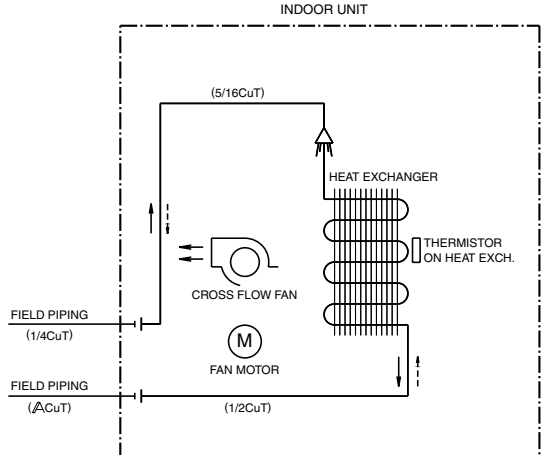 INDOOR UNIT
(5/16CuT)
HEAT EXCHANGER
THERMISTOR
ON HEAT EXCH.
CROSS FLOW FAN
FIELD PIPING
(1/4CuT)
M
FAN MOTOR
FIELD PIPING
(ACuT)
(1/2CuT)